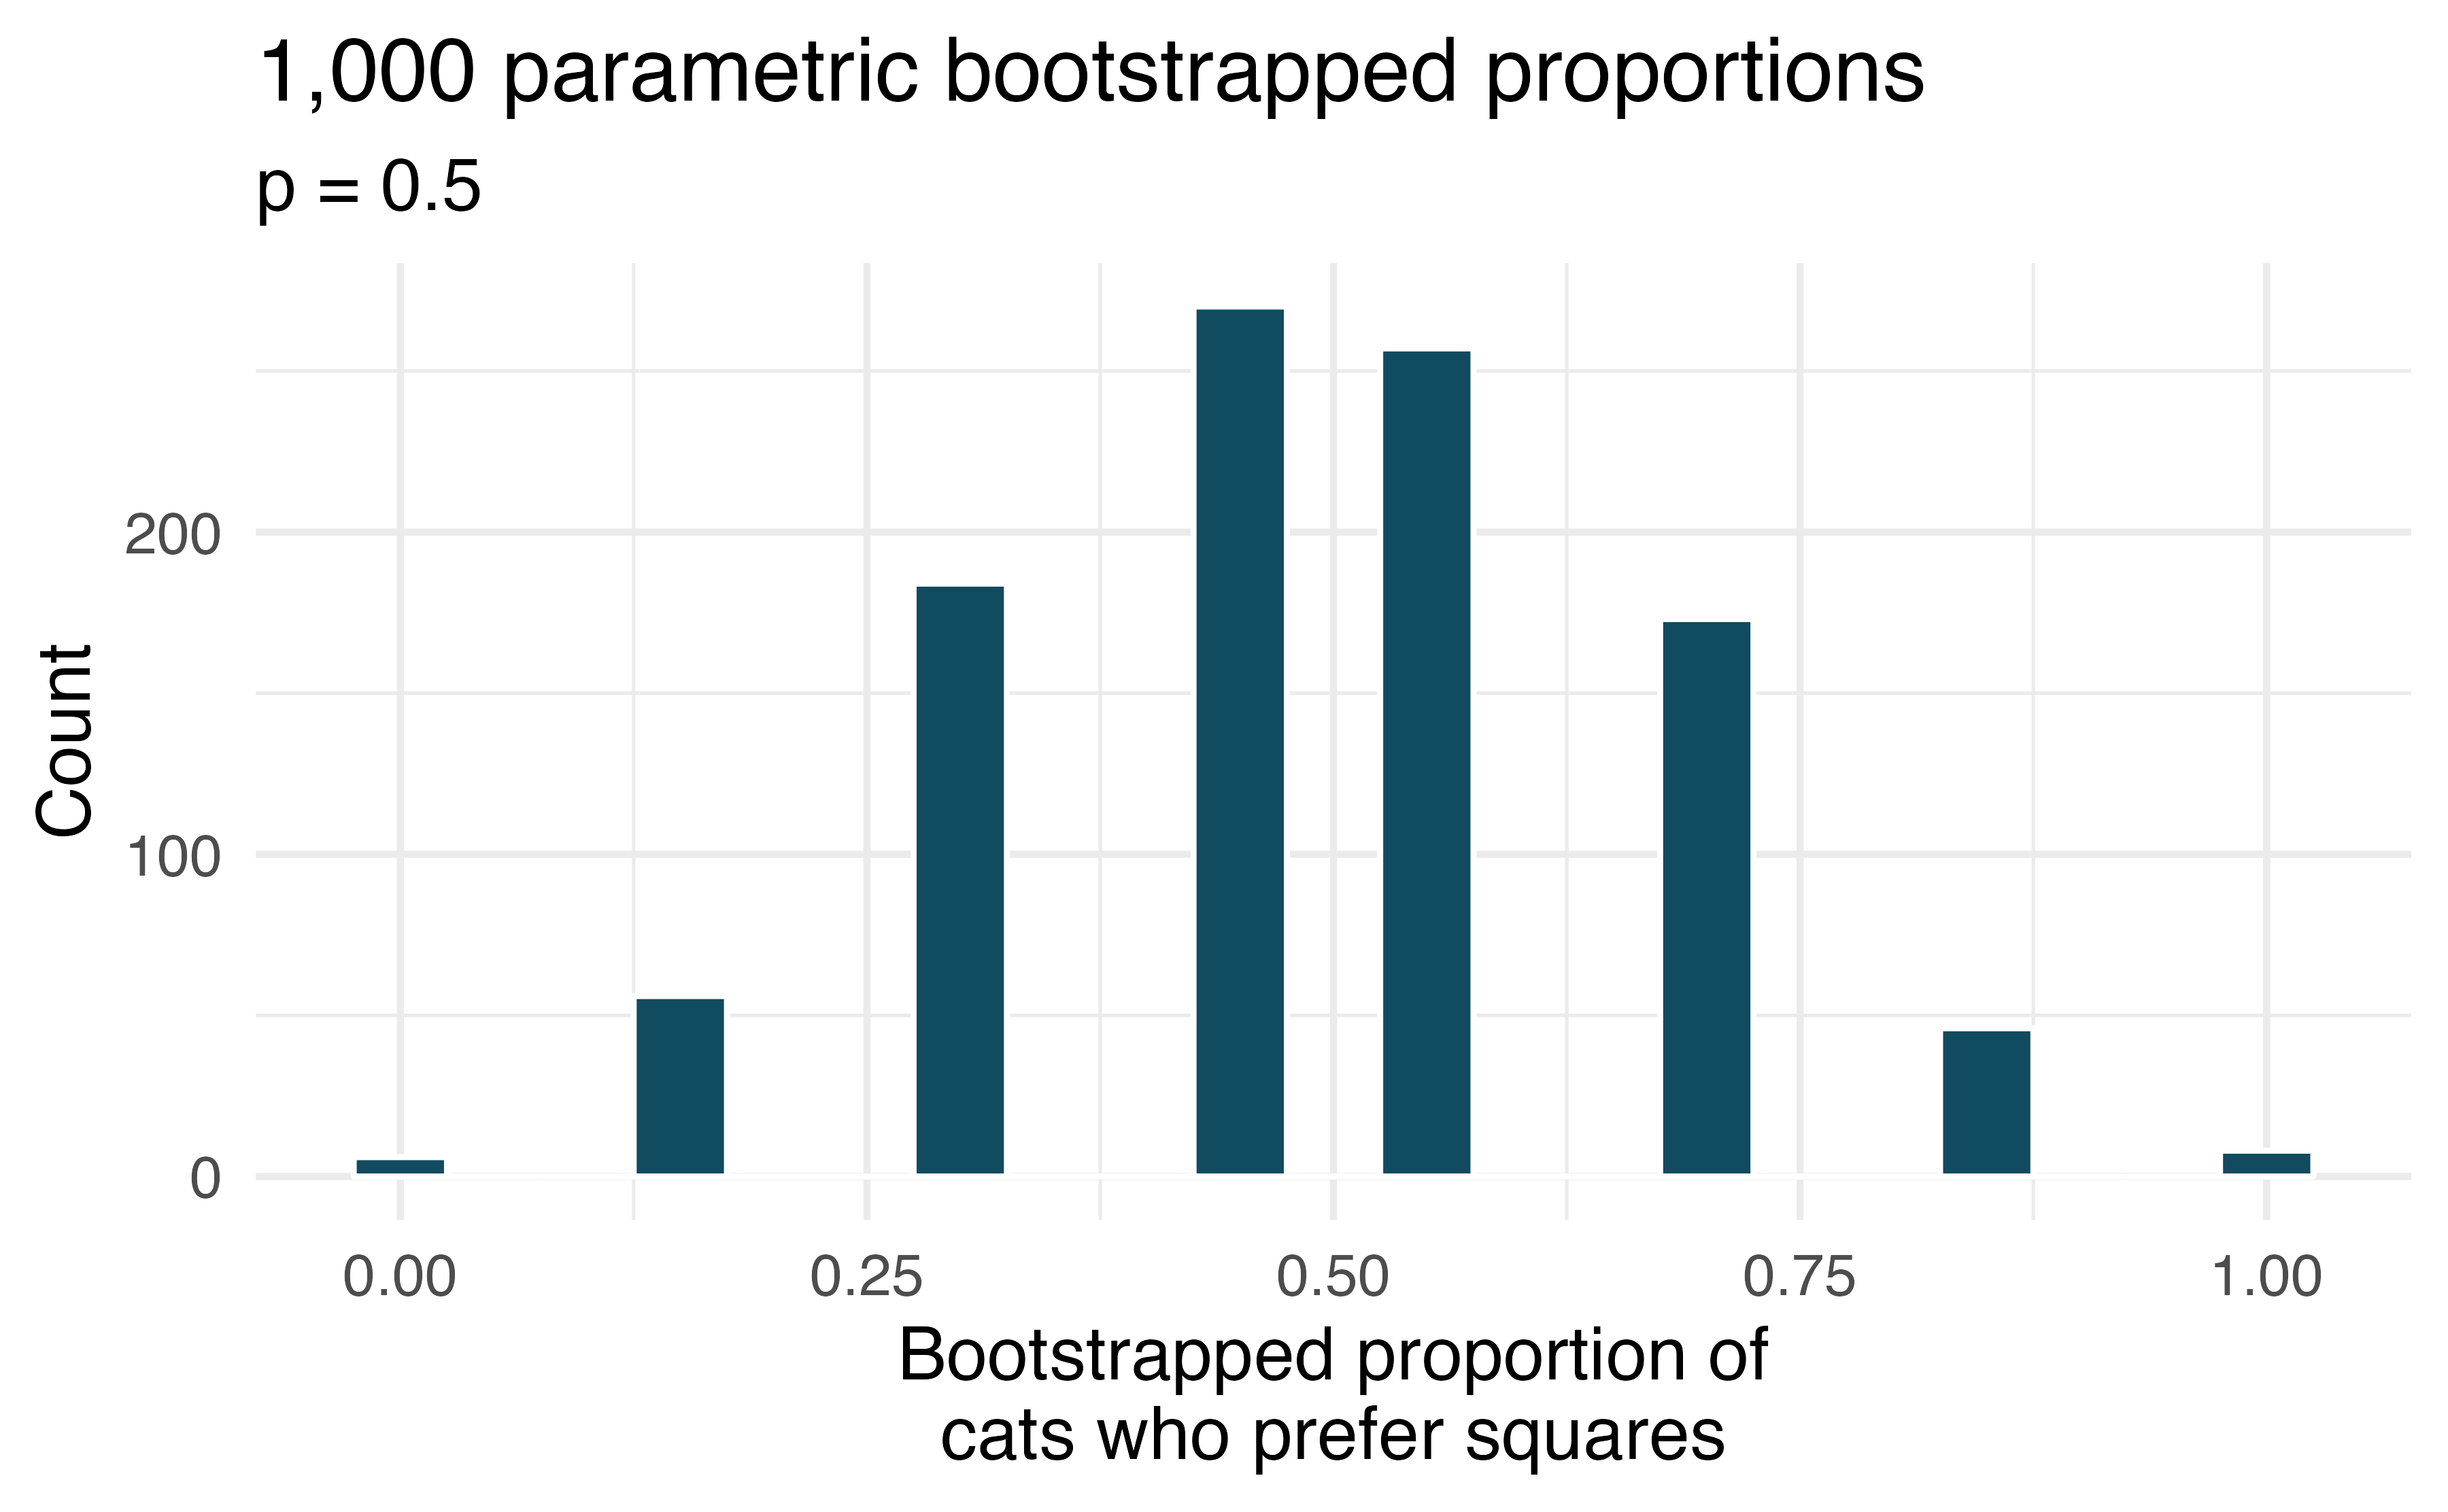 1,000 parametric bootstrapped proportions
p = 0.5
Count
200
100
0
0.00 0.25 0.50 0.75 1.00
Bootstrapped proportion of
cats who prefer squares